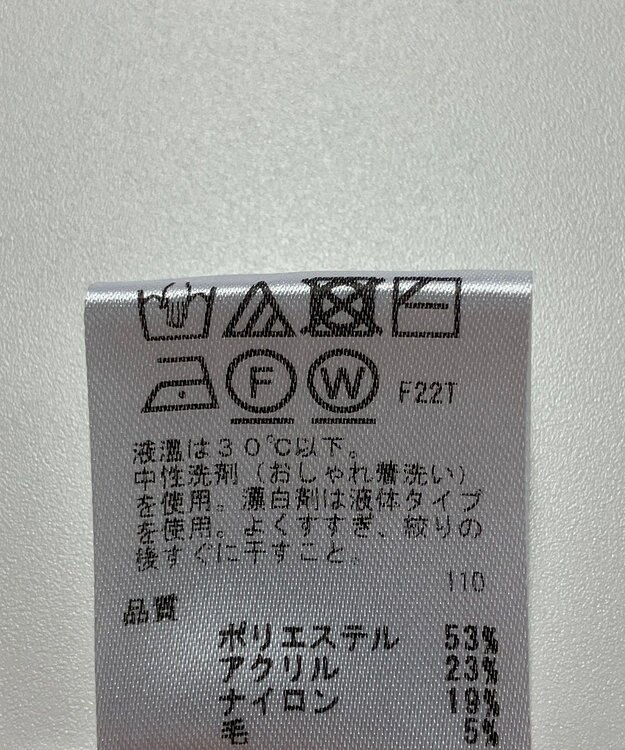 F W F22T
液温は30℃以下。
中性洗剤(おしゃれ着洗い)
を使用。漂白剤は液体タイプ
を使用。よくすすぎ、絞りの
後すぐに干すこと。
110
品質
ポリエステル 53%
アクリル 23%
ナイロン 19%
毛 5%